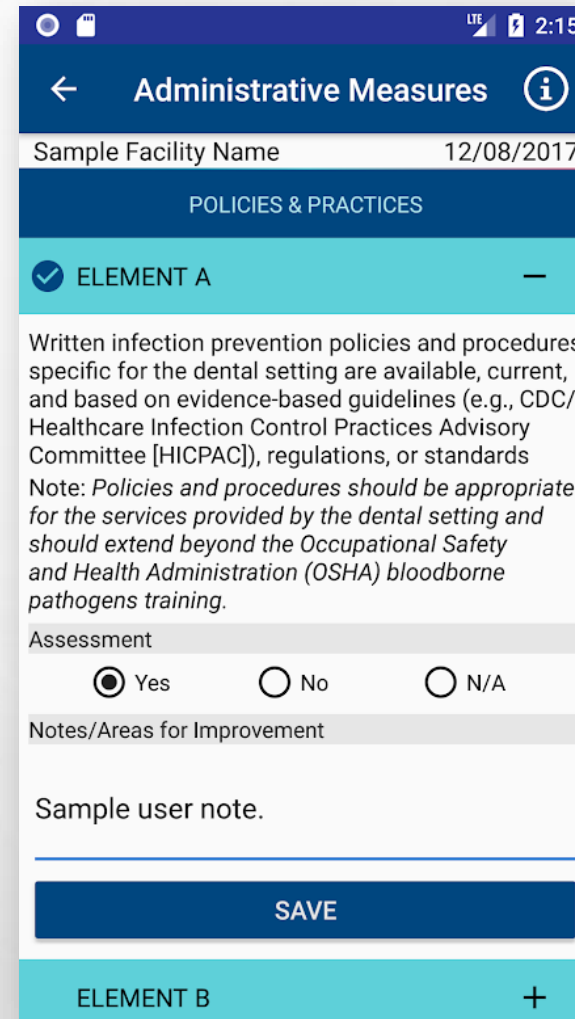 LTE 2:15
Administrative Measures
Sample Facility Name 12/08/2017
POLICIES & PRACTICES
ELEMENT A
Written infection prevention policies and procedures
specific for the dental setting are available, current,
and based on evidence-based guidelines (e.g., CDC/
Healthcare Infection Control Practices Advisory
Committee [HICPAC]), regulations, or standards
Note: Policies and procedures should be appropriate
for the services provided by the dental setting and
should extend beyond the Occupational Safety
and Health Administration (OSHA) bloodborne
pathogens training.
Assessment
Yes No N/A
Notes/Areas for Improvement
Sample user note.
SAVE
ELEMENT B